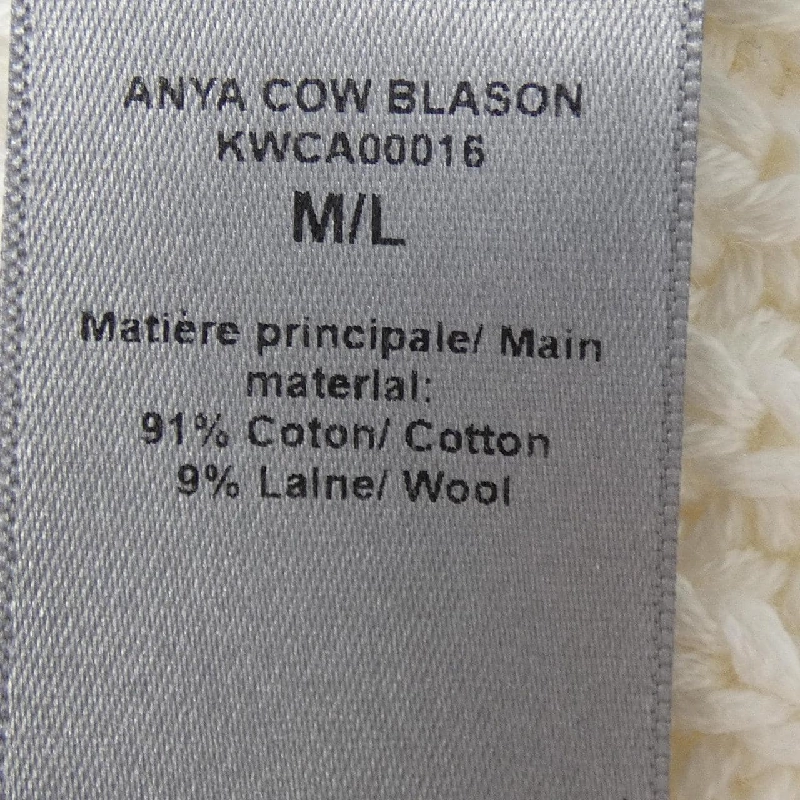 ANYA COW BLASON
KWCA00016
M/L
Matière principale/ Main
material:
91% Coton/ Cotton
9% Laine/ Wool